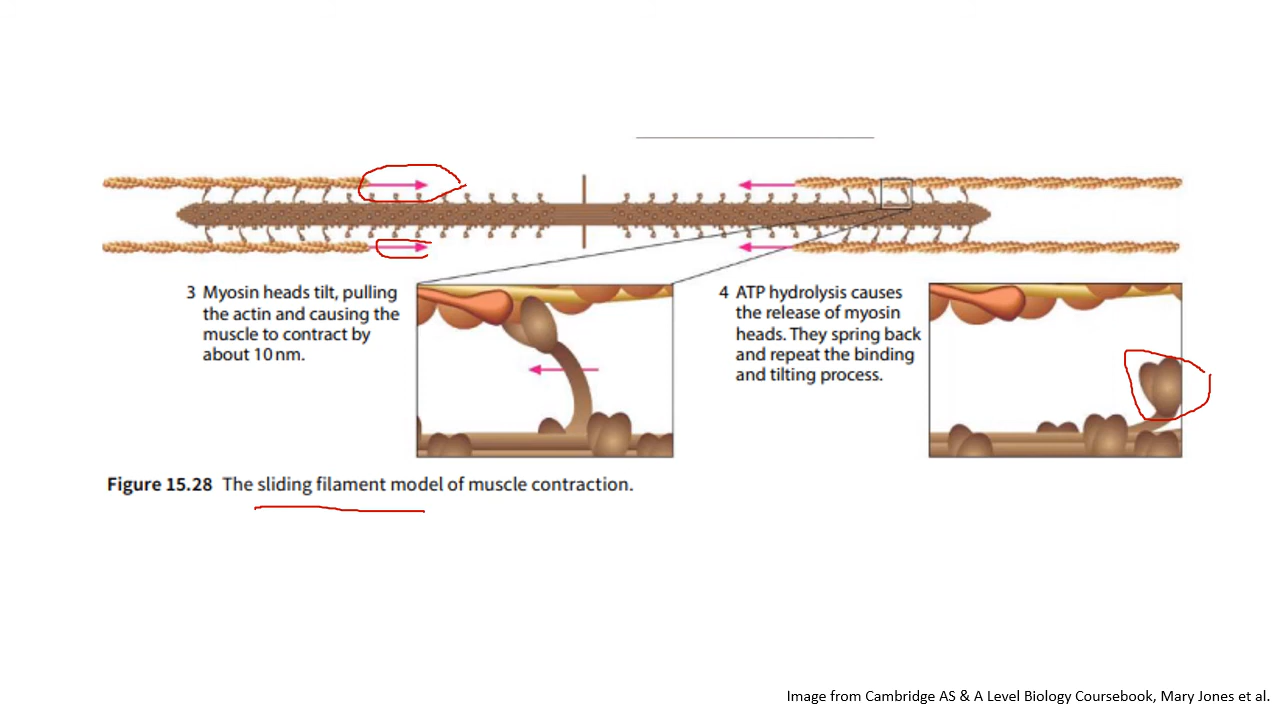 3 Myosin heads tilt, pulling
the actin and causing the
muscle to contract by
about 10 nm.
4 ATP hydrolysis causes
the release of myosin
heads. They spring back
and repeat the binding
and tilting process.
Figure 15.28 The sliding filament model of muscle contraction.
Image from Cambridge AS & A Level Biology Coursebook, Mary Jones et al.